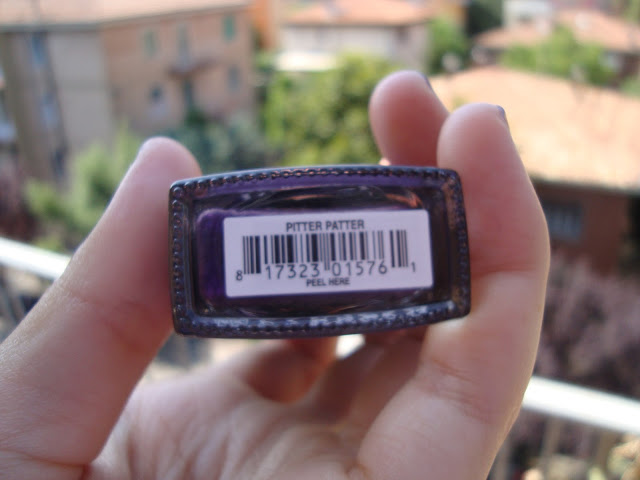 PITTER PATTER
8 17323 01576 1
PEEL HERE